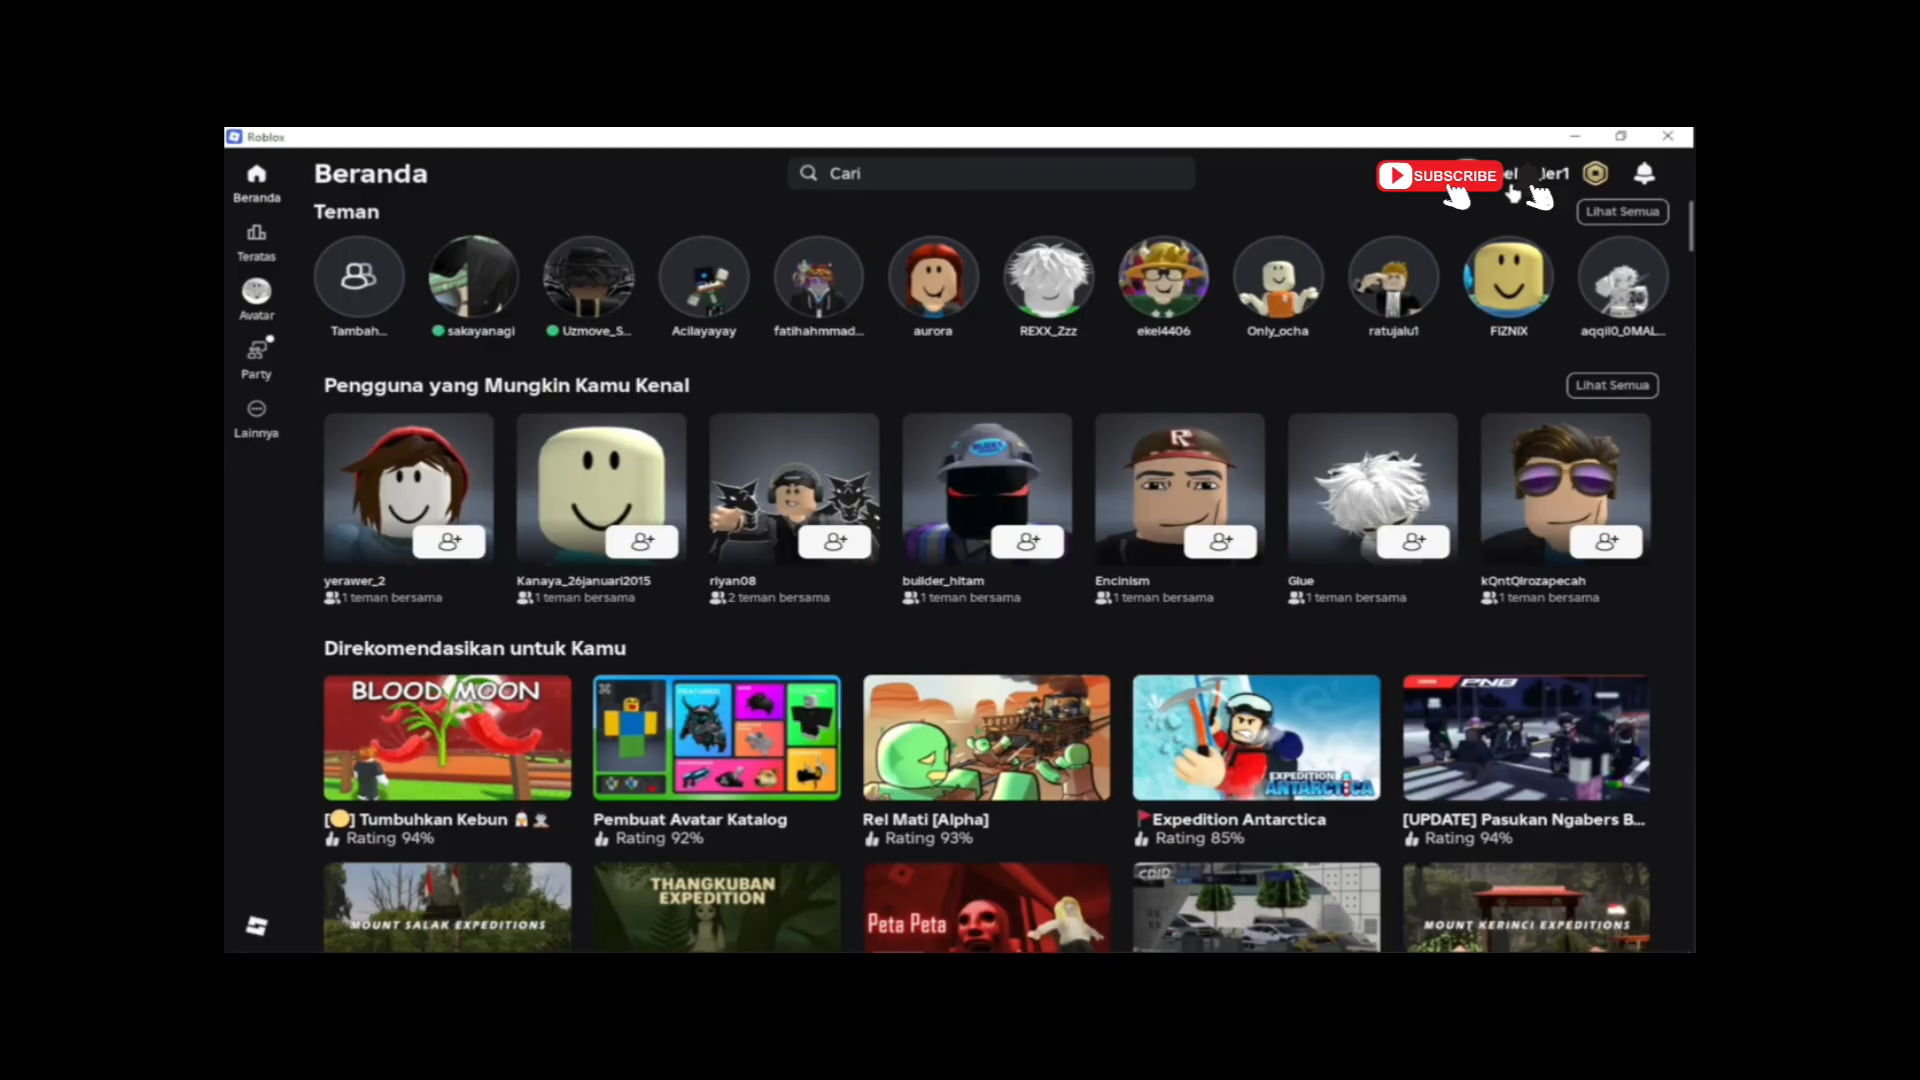 Roblox
Beranda
Cari
SUBSCRIBE
Teman
Lihat Semua
Beranda
Teratas
Avatar
Party
Lainnya
Tambah...
sakayanagi
Uzmove_S...
Acilayayay
fatihahmmad...
aurora
REXX_Zzz
ekel4406
Only_ocha
ratujalu1
FIZNIX
aqqil0_0MAL...
Pengguna yang Mungkin Kamu Kenal
Lihat Semua
yerawer_2
1 teman bersama
Kanaya_26januari2015
1 teman bersama
riyan08
2 teman bersama
builder_hitam
1 teman bersama
Encinism
1 teman bersama
Glue
1 teman bersama
kQntQlrozapecah
1 teman bersama
Direkomendasikan untuk Kamu
BLOOD MOON
FEATURED
EXPEDITION
ANTARCTICA
PNB
[🟡] Tumbuhkan Kebun
Rating 94%
Pembuat Avatar Katalog
Rating 92%
Rel Mati [Alpha]
Rating 93%
Expedition Antarctica
Rating 85%
[UPDATE] Pasukan Ngabers B...
Rating 94%
MOUNT SALAK EXPEDITIONS
THANGKUBAN
EXPEDITION
Peta Peta
CDID
MOUNT KERINCI EXPEDITIONS